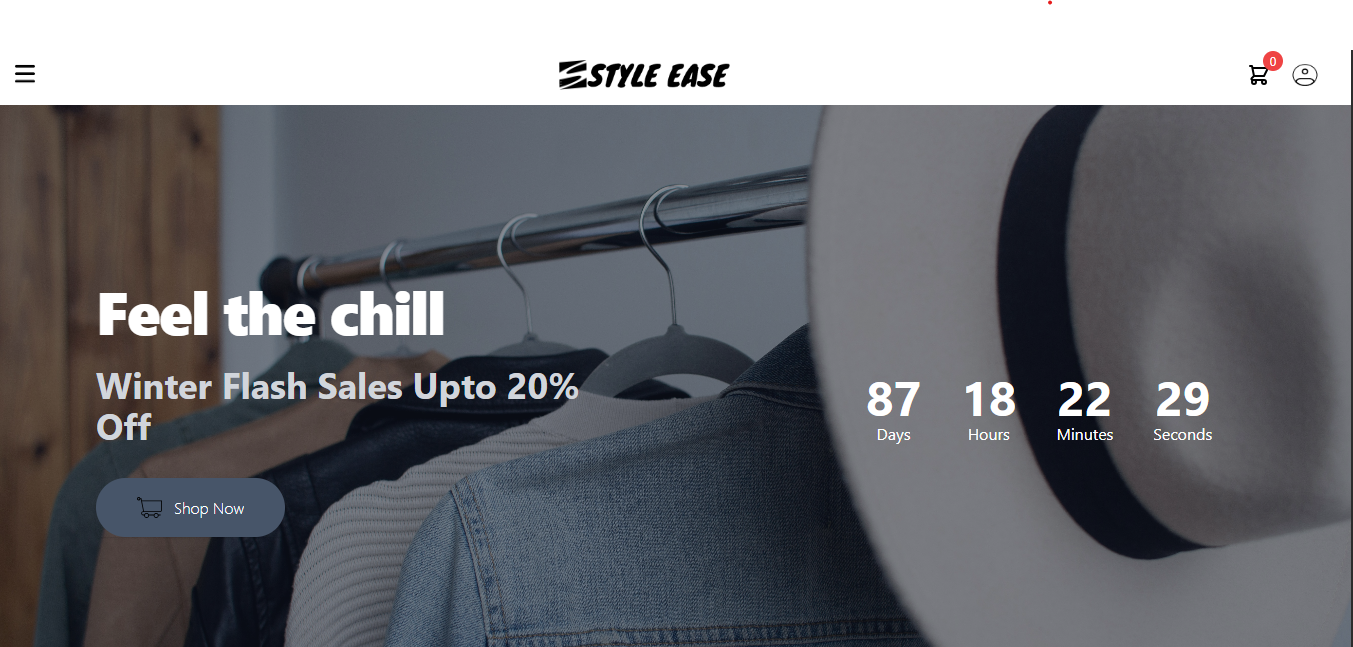 STYLE EASE
0
Feel the chill
Winter Flash Sales Upto 20%
Off
87 18 22 29
Days Hours Minutes Seconds
Shop Now